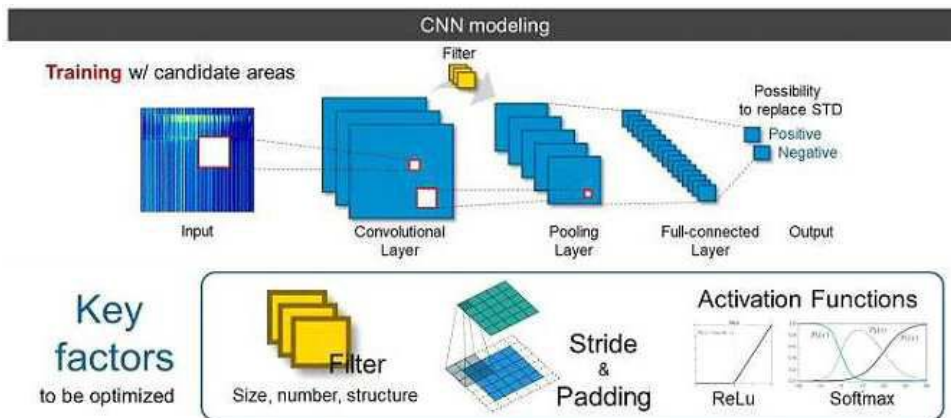 CNN modeling
Filter
Training w/ candidate areas
Possibility
to replace STD
Positive
Negative
Input
Convolutional
Layer
Pooling
Layer
Full-connected
Layer
Output
Key
factors
to be optimized
Filter
Size, number, structure
Stride
&
Padding
Activation Functions
ReLu
Softmax